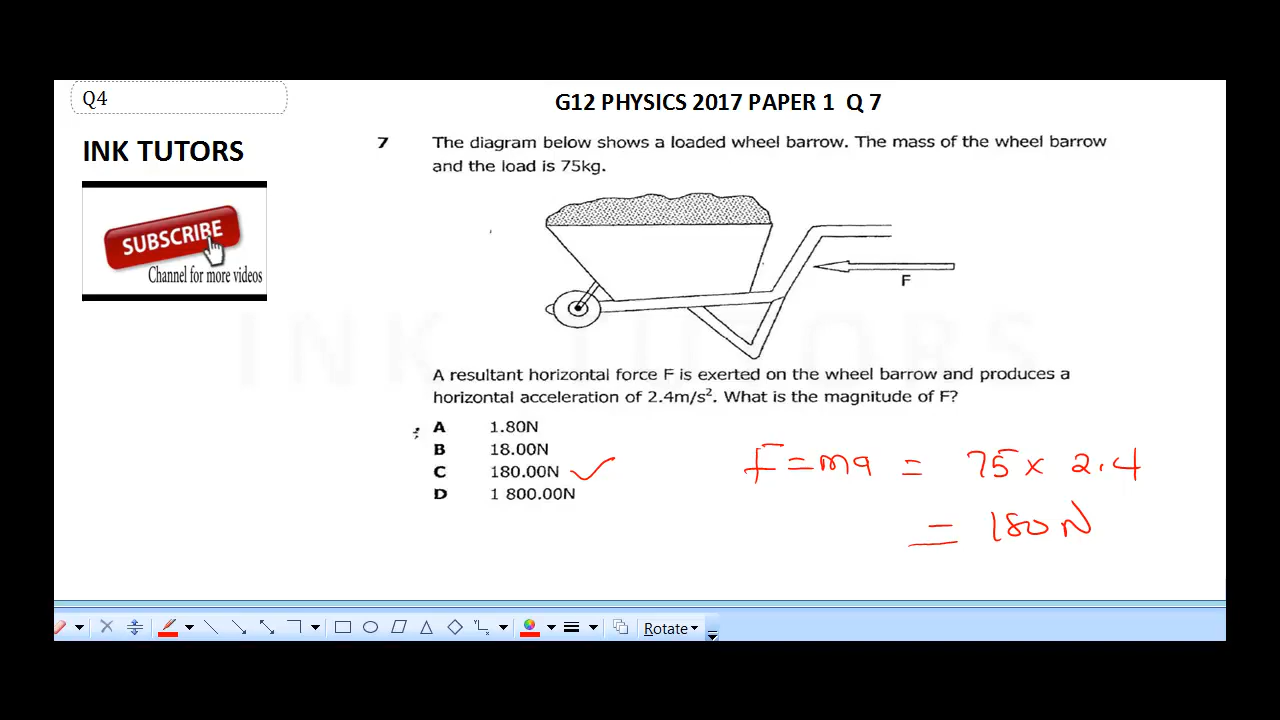 Q4
G12 PHYSICS 2017 PAPER 1 Q 7
INK TUTORS
SUBSCRIBE
Channel for more videos
7 The diagram below shows a loaded wheel barrow. The mass of the wheel barrow
and the load is 75kg.
F
INK TUTORS
A resultant horizontal force F is exerted on the wheel barrow and produces a
horizontal acceleration of 2.4m/s². What is the magnitude of F?
A 1.80N
B 18.00N
C 180.00N ✓
D 1 800.00N
F = ma = 75 x 2.4
= 180 N
Rotate